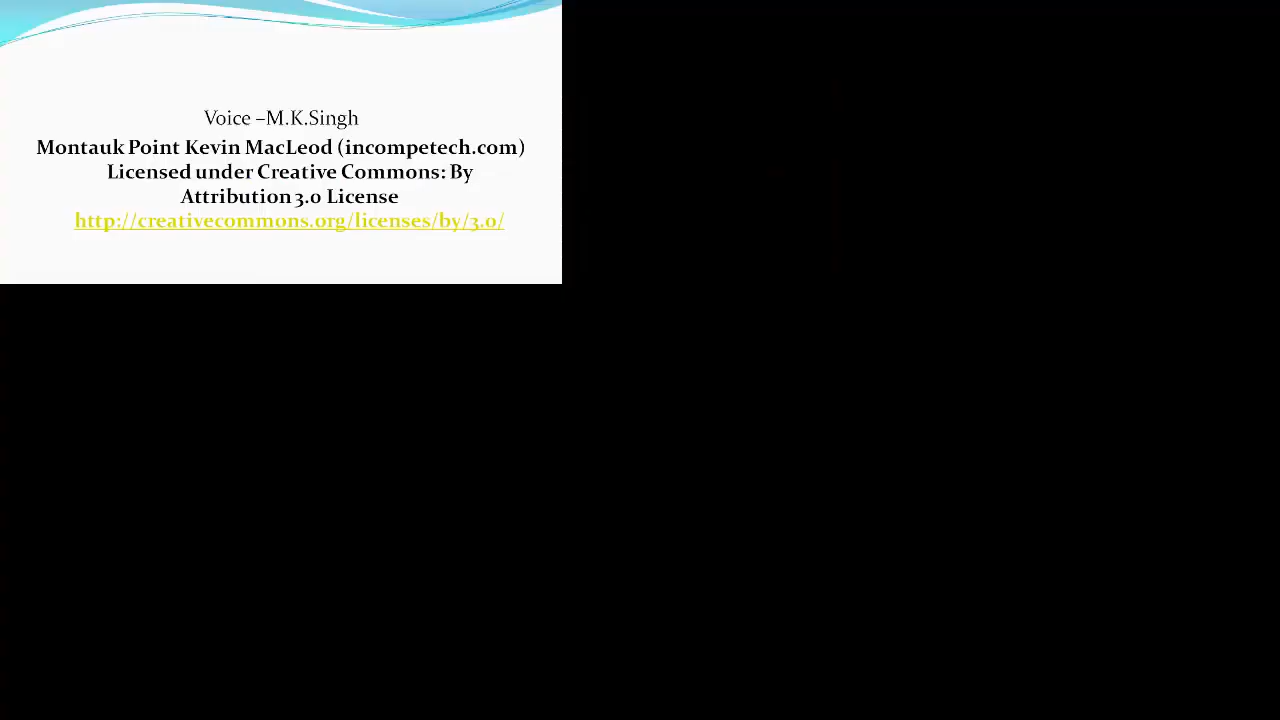 Voice –M.K.Singh
Montauk Point Kevin MacLeod (incompetech.com)
Licensed under Creative Commons: By
Attribution 3.0 License
http://creativecommons.org/licenses/by/3.0/